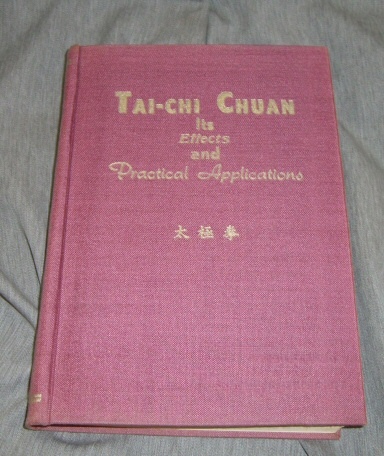 TAI-CHI CHUAN
Its
Effects
and
Practical Applications
太極拳